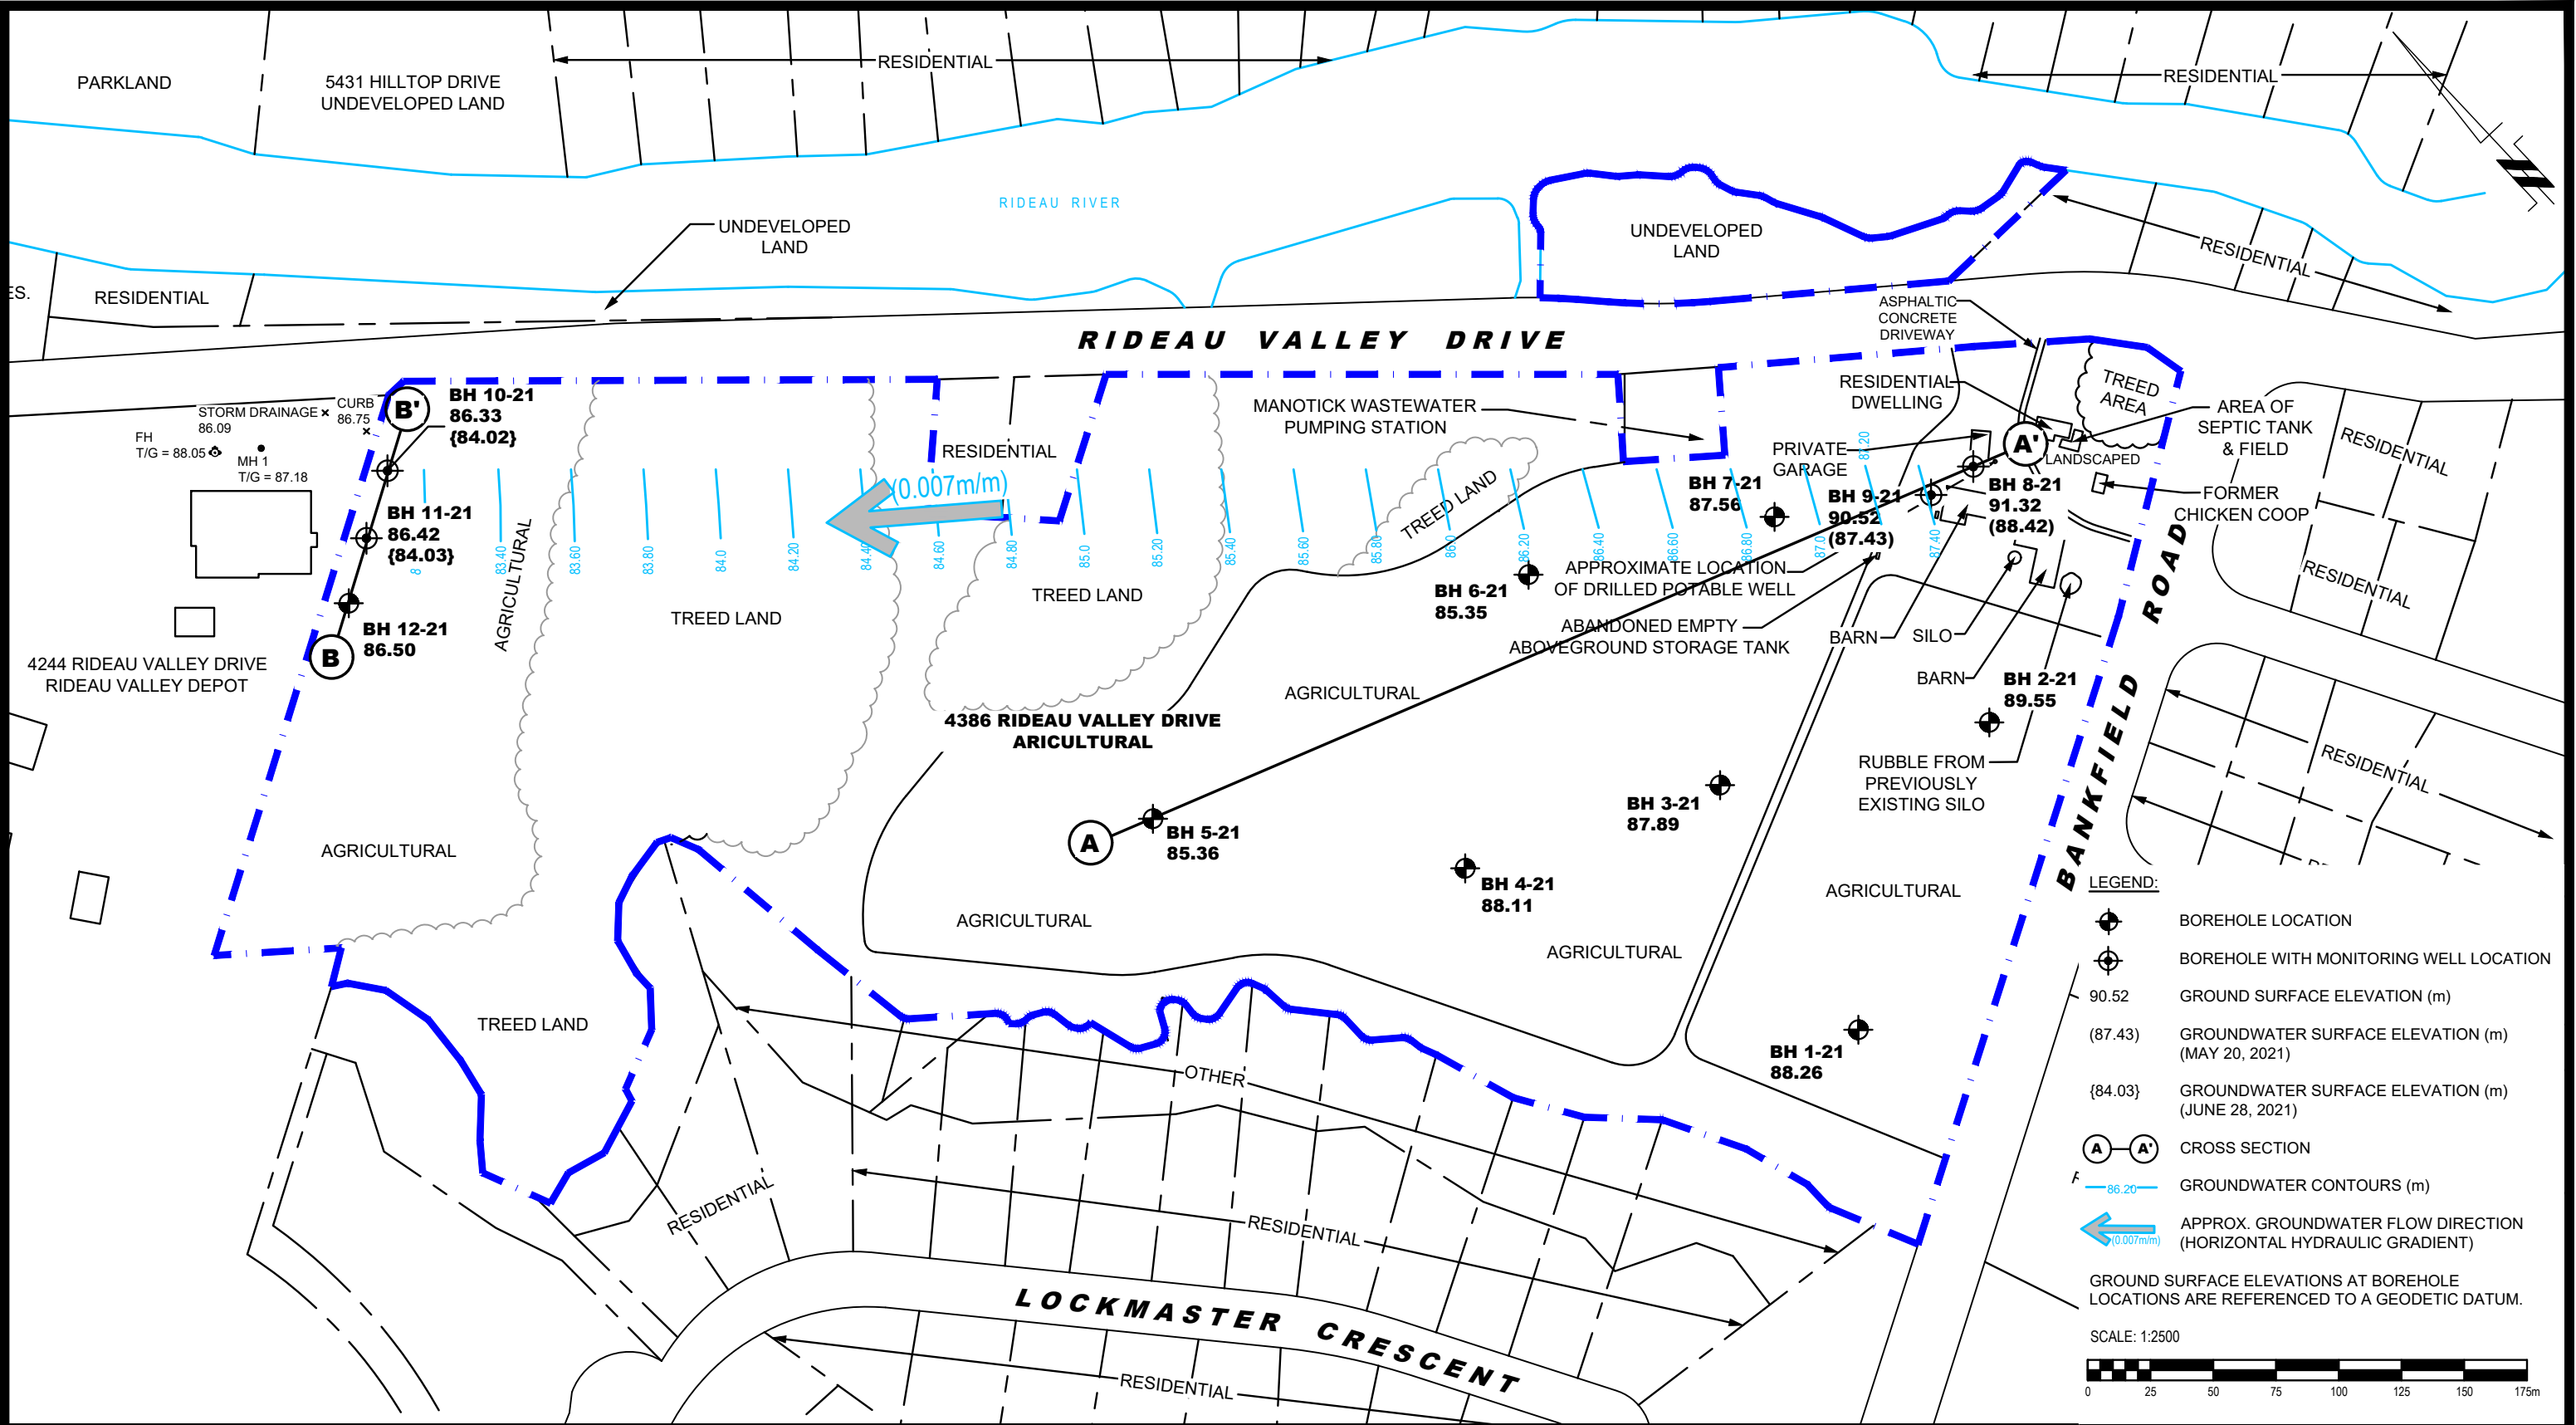 PARKLAND
5431 HILLTOP DRIVE
UNDEVELOPED LAND
RESIDENTIAL
RESIDENTIAL
RIDEAU RIVER
UNDEVELOPED
LAND
UNDEVELOPED
LAND
RESIDENTIAL
ES.
RESIDENTIAL
RIDEAU VALLEY DRIVE
ASPHALTIC
CONCRETE
DRIVEWAY
RESIDENTIAL
DWELLING
TREED
AREA
AREA OF
SEPTIC TANK
& FIELD
RESIDENTIAL
STORM DRAINAGE
86.09
CURB
86.75
FH
T/G = 88.05
MH 1
T/G = 87.18
B'
BH 10-21
86.33
{84.02}
BH 11-21
86.42
{84.03}
BH 12-21
86.50
B
4244 RIDEAU VALLEY DRIVE
RIDEAU VALLEY DEPOT
AGRICULTURAL
TREED LAND
RESIDENTIAL
(0.007m/m)
TREED LAND
MANOTICK WASTEWATER
PUMPING STATION
TREED LAND
PRIVATE
GARAGE
A'
LANDSCAPED
BH 7-21
87.56
BH 9-21
90.52
(87.43)
BH 8-21
91.32
(88.42)
FORMER
CHICKEN COOP
87.20
8
83.40
83.60
83.80
84.0
84.20
84.40
84.60
84.80
85.0
85.20
85.40
85.60
85.80
86.0
86.20
86.40
86.60
86.80
87.0
87.40
BH 6-21
85.35
APPROXIMATE LOCATION
OF DRILLED POTABLE WELL
ABANDONED EMPTY
ABOVEGROUND STORAGE TANK
BARN
SILO
BARN
BH 2-21
89.55
RUBBLE FROM
PREVIOUSLY
EXISTING SILO
BANKFIELD ROAD
RESIDENTIAL
RESIDENTIAL
AGRICULTURAL
4386 RIDEAU VALLEY DRIVE
ARICULTURAL
A
BH 5-21
85.36
BH 3-21
87.89
BH 4-21
88.11
AGRICULTURAL
AGRICULTURAL
AGRICULTURAL
AGRICULTURAL
BH 1-21
88.26
TREED LAND
OTHER
RESIDENTIAL
RESIDENTIAL
LOCKMASTER CRESCENT
RESIDENTIAL
LEGEND:
BOREHOLE LOCATION
BOREHOLE WITH MONITORING WELL LOCATION
90.52 GROUND SURFACE ELEVATION (m)
(87.43) GROUNDWATER SURFACE ELEVATION (m)
(MAY 20, 2021)
{84.03} GROUNDWATER SURFACE ELEVATION (m)
(JUNE 28, 2021)
A A' CROSS SECTION
86.20 GROUNDWATER CONTOURS (m)
APPROX. GROUNDWATER FLOW DIRECTION
(0.007m/m) (HORIZONTAL HYDRAULIC GRADIENT)
GROUND SURFACE ELEVATIONS AT BOREHOLE
LOCATIONS ARE REFERENCED TO A GEODETIC DATUM.
SCALE: 1:2500
0 25 50 75 100 125 150 175m